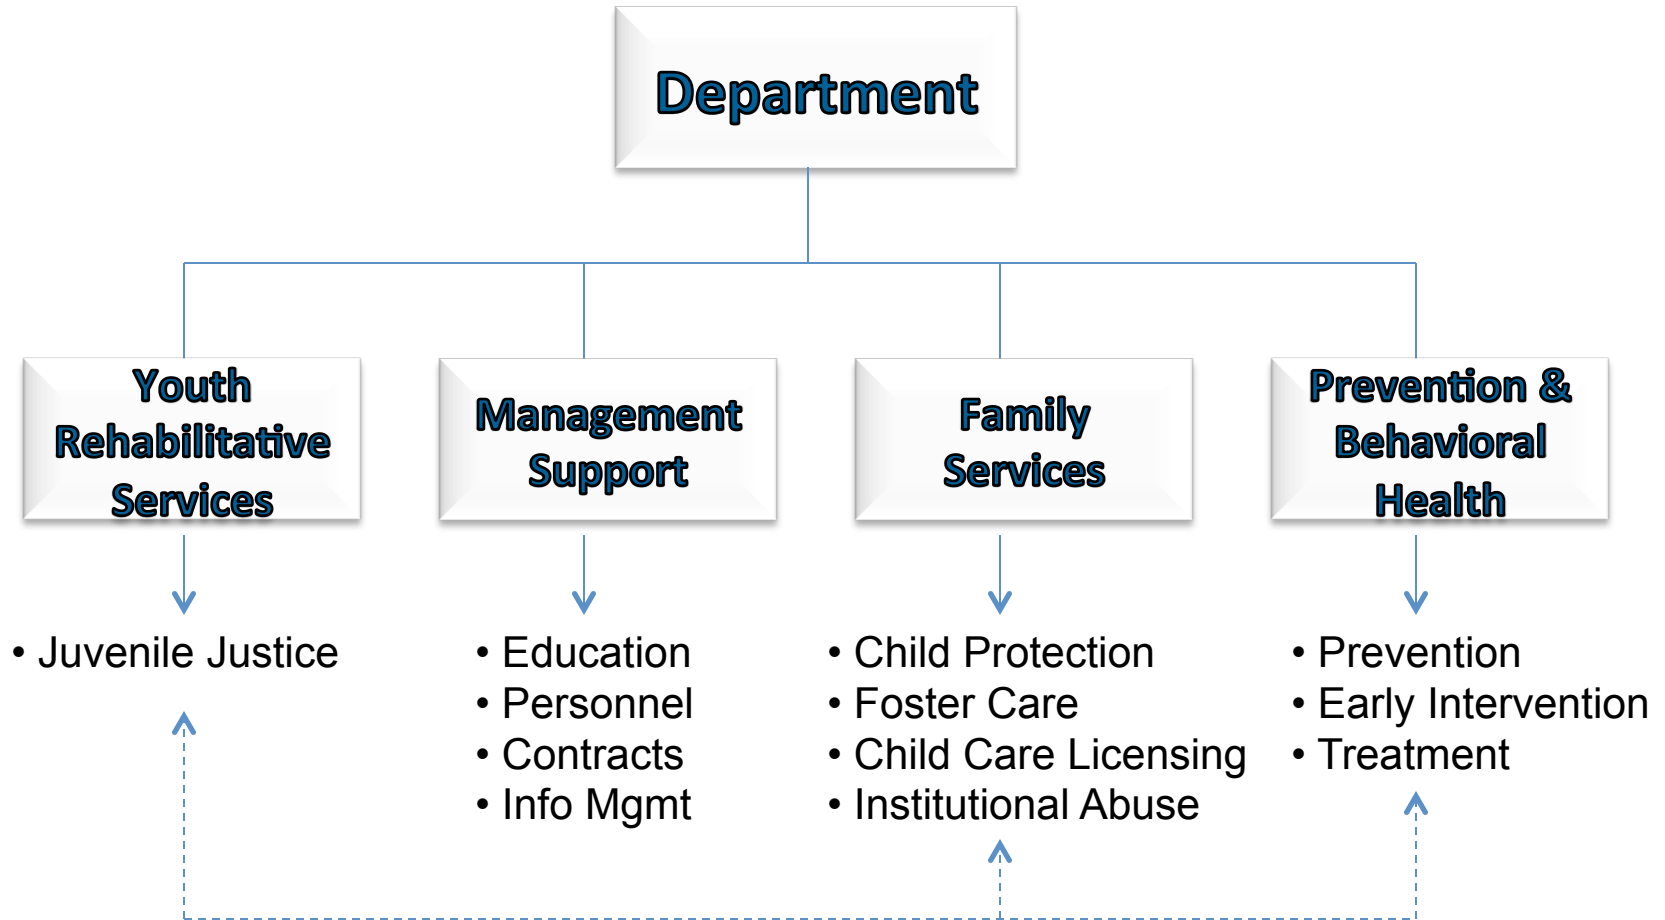 Department
Youth
Rehabilitative
Services
• Juvenile Justice
Management
Support
• Education
• Personnel
• Contracts
• Info Mgmt
Family
Services
• Child Protection
• Foster Care
• Child Care Licensing
• Institutional Abuse
Prevention &
Behavioral
Health
• Prevention
• Early Intervention
• Treatment